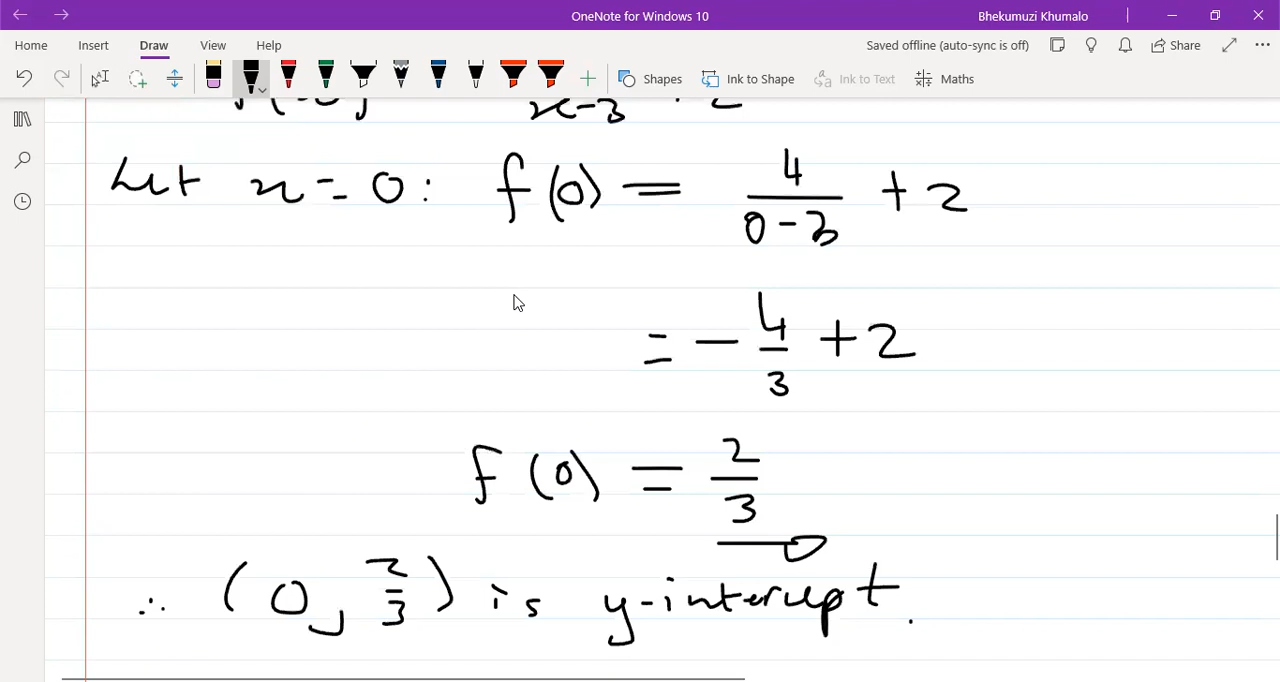 OneNote for Windows 10
Bhekumuzi Khumalo
Home Insert Draw View Help
Saved offline (auto-sync is off)
Share
Shapes
Ink to Shape
Ink to Text
Maths
x-3 + 2
Let x = 0: f(0) = 4/(0-3) + 2
= -4/3 + 2
f(0) = 2/3
∴ (0, 2/3) is y-intercept.